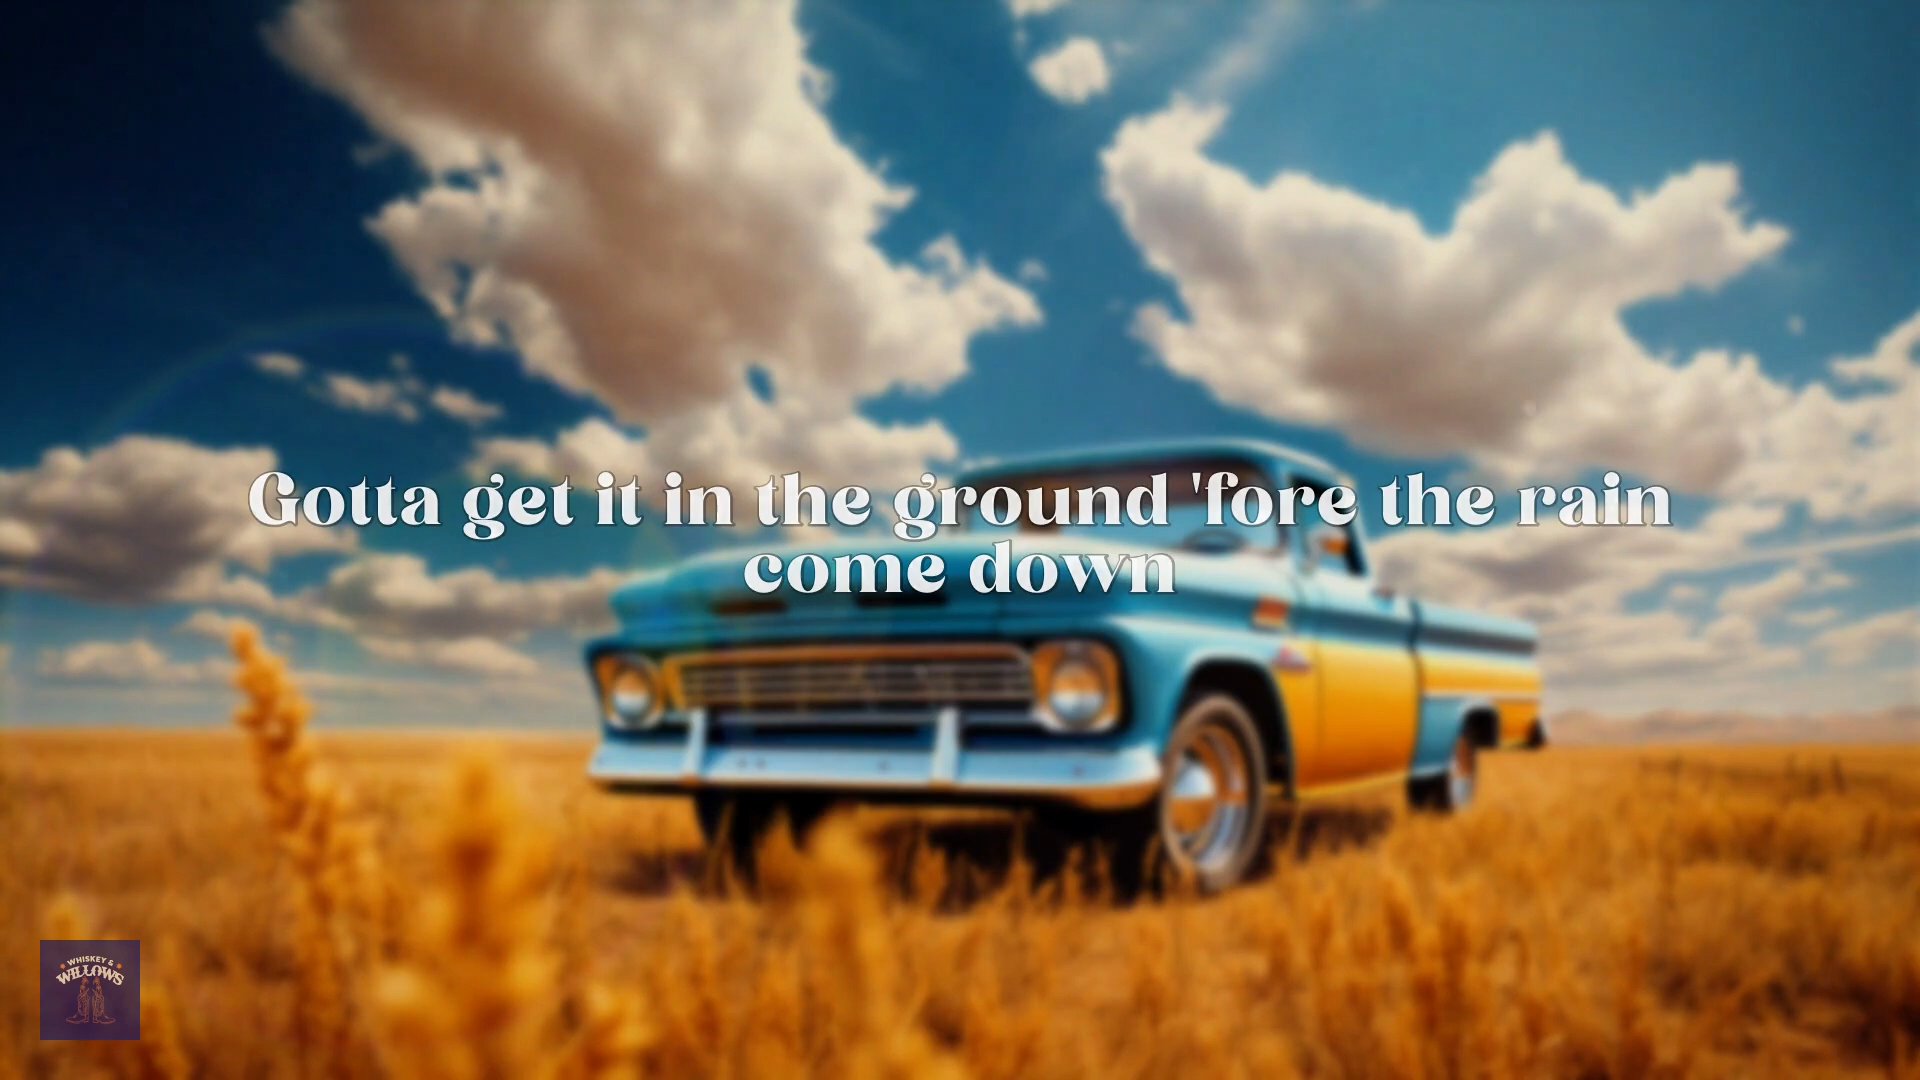 Gotta get it in the ground 'fore the rain
come down
WHISKEY &
WILLOWS